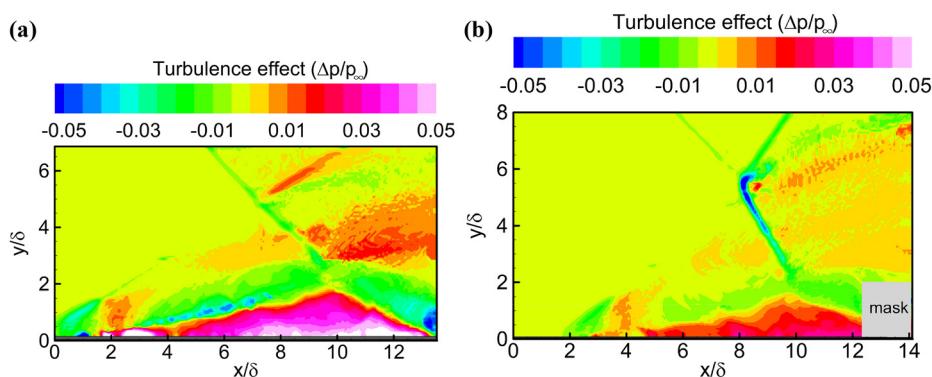 (a)
Turbulence effect (Δp/p∞)
-0.05 -0.03 -0.01 0.01 0.03 0.05
6
4
2
0
y/δ
0 2 4 6 8 10 12
x/δ
(b)
Turbulence effect (Δp/p∞)
-0.05 -0.03 -0.01 0.01 0.03 0.05
8
6
4
2
0
y/δ
mask
0 2 4 6 8 10 12 14
x/δ